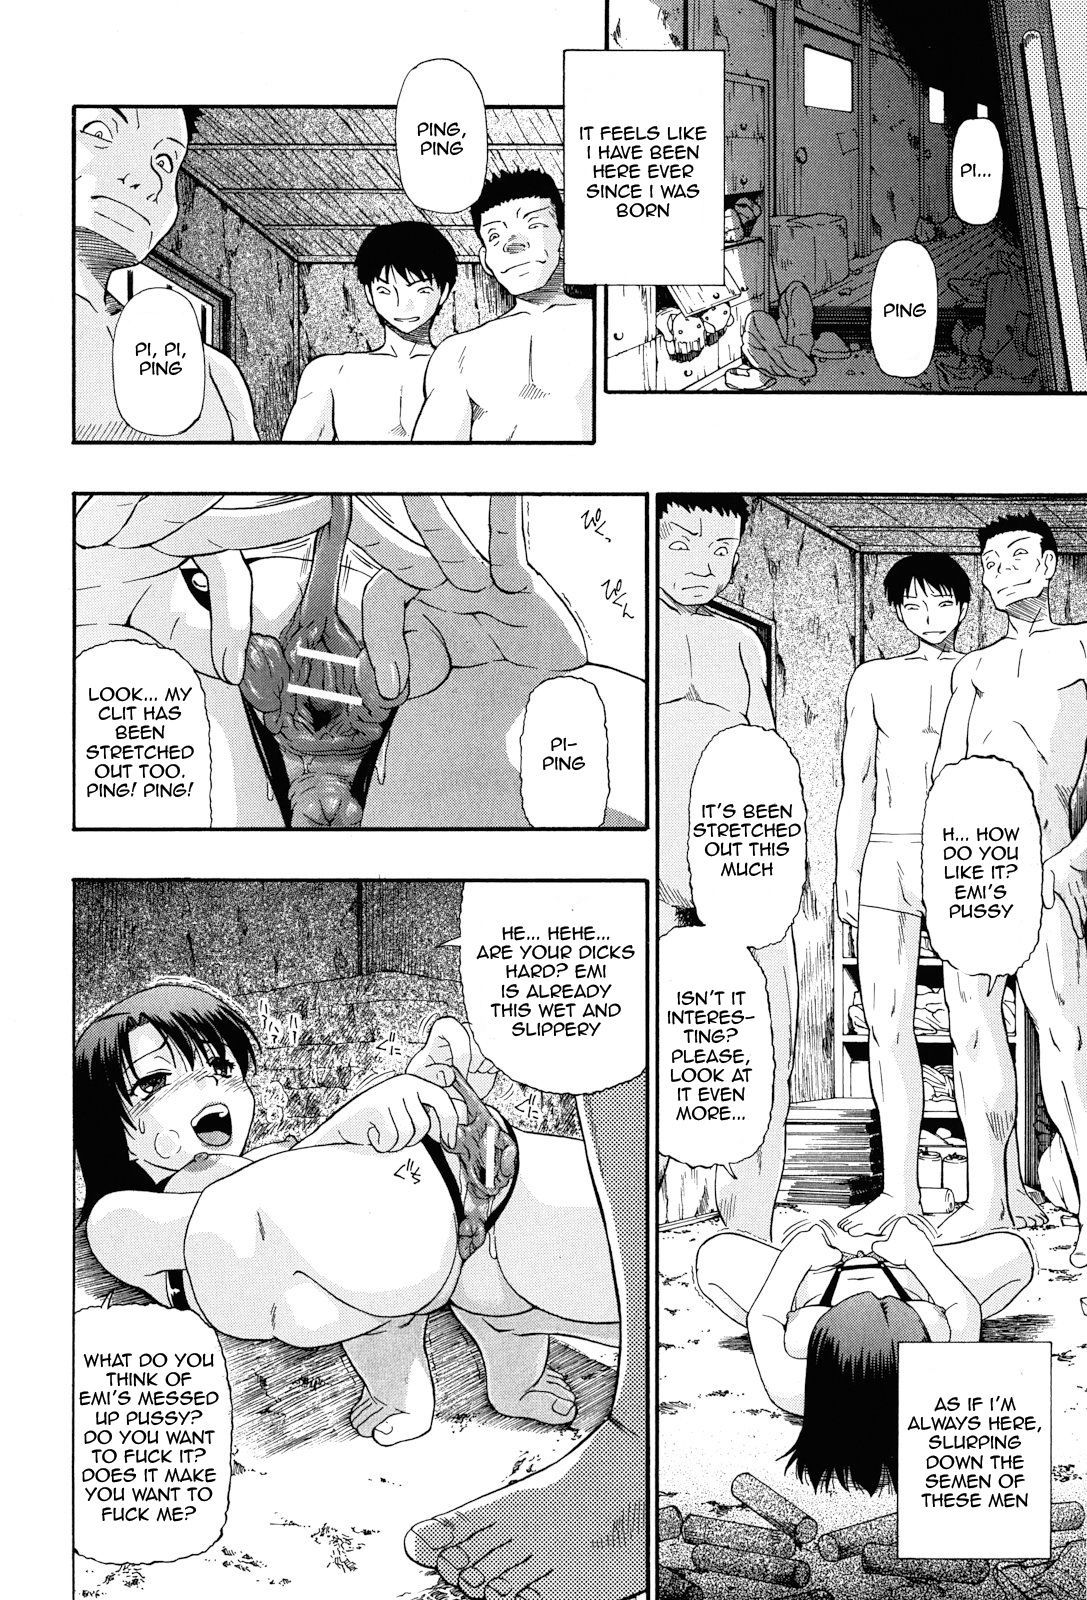 PI...
PING
IT FEELS LIKE
I HAVE BEEN
HERE EVER
SINCE I WAS
BORN
PING,
PING
PI, PI,
PING
H... HOW
DO YOU
LIKE IT?
EMI'S
PUSSY
IT'S BEEN
STRETCHED
OUT THIS
MUCH
ISN'T IT
INTERES-
TING?
PLEASE,
LOOK AT
IT EVEN
MORE...
AS IF I'M
ALWAYS HERE,
SLURPING
DOWN THE
SEMEN OF
THESE MEN
ぴくん
PI-
PING
LOOK... MY
CLIT HAS
BEEN
STRETCHED
OUT TOO.
PING! PING!
HE... HEHE...
ARE YOUR DICKS
HARD? EMI
IS ALREADY
THIS WET AND
SLIPPERY
WHAT DO YOU
THINK OF
EMI'S MESSED
UP PUSSY?
DO YOU WANT
TO FUCK IT?
DOES IT MAKE
YOU WANT TO
FUCK ME?